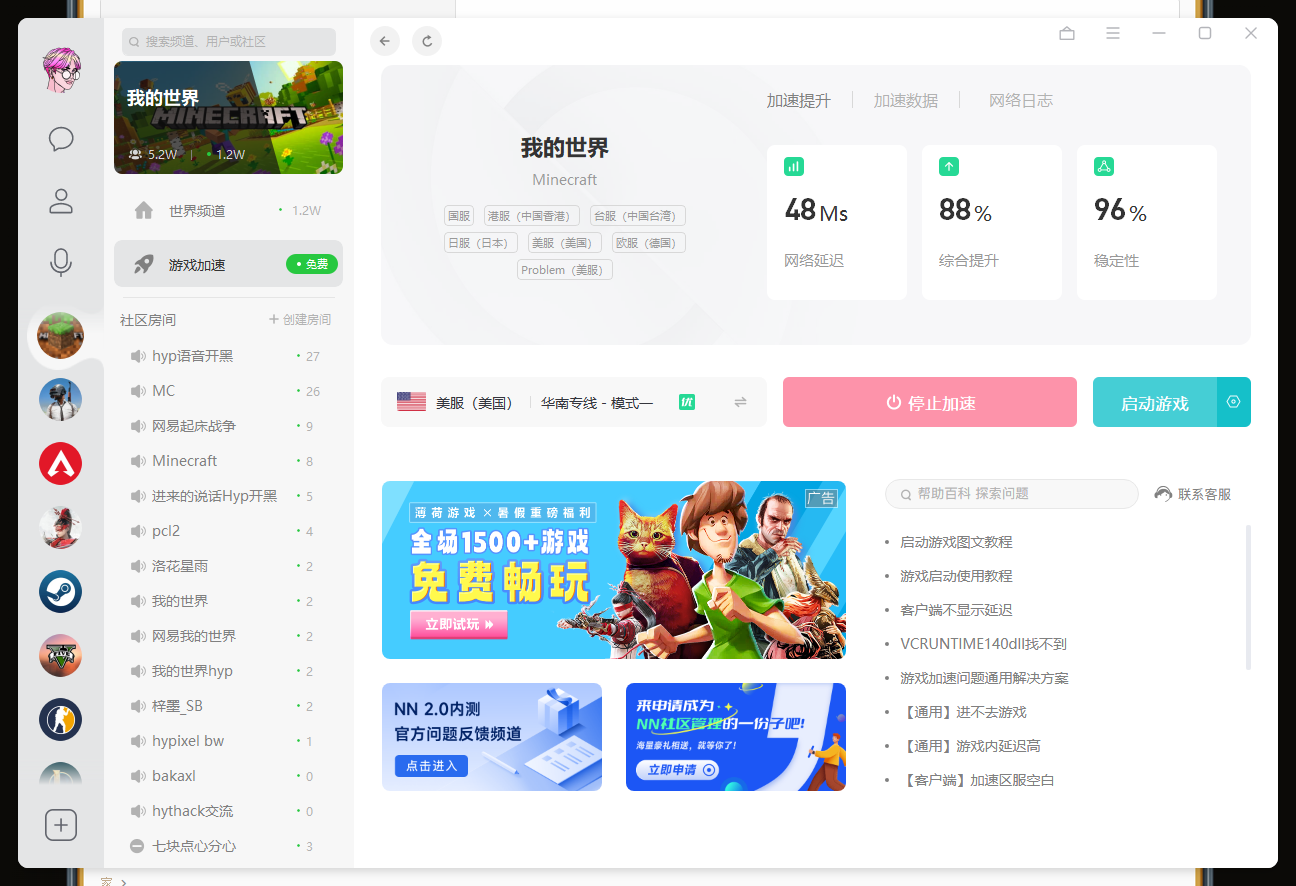 搜索频道、用户或社区
我的世界
MINECRAFT
5.2W | • 1.2W
世界频道 • 1.2W
游戏加速 • 免费
社区房间 + 创建房间
hyp语音开黑 • 27
MC • 26
网易起床战争 • 9
Minecraft • 8
进来的说话Hyp开黑 • 5
pcl2 • 4
洛花星雨 • 2
我的世界 • 2
网易我的世界 • 2
我的世界hyp • 2
梓墨_SB • 2
hypixel bw • 1
bakaxl • 0
hythack交流 • 0
七块点心分心 • 3
我的世界
Minecraft
国服 港服（中国香港） 台服（中国台湾）
日服（日本） 美服（美国） 欧服（德国）
Problem（美服）
加速提升 加速数据 网络日志
48 Ms
网络延迟
88 %
综合提升
96 %
稳定性
美服（美国） 华南专线 - 模式一 优
停止加速
启动游戏
广告
薄荷游戏 × 暑假重磅福利
全场1500+游戏
免费畅玩
立即试玩
NN 2.0内测
官方问题反馈频道
点击进入
来申请成为
NN社区管理的一份子吧!
海量豪礼相送，就等你了!
立即申请
帮助百科 探索问题
联系客服
• 启动游戏图文教程
• 游戏启动使用教程
• 客户端不显示延迟
• VCRUNTIME140dll找不到
• 游戏加速问题通用解决方案
• 【通用】进不去游戏
• 【通用】游戏内延迟高
• 【客户端】加速区服空白
家 >